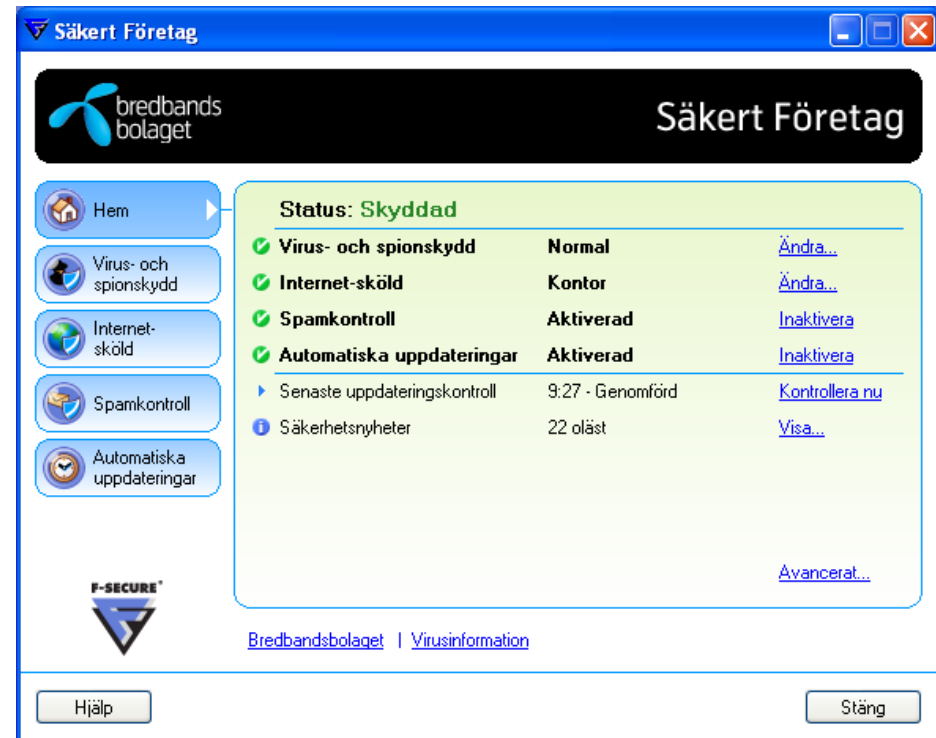 Säkert Företag
bredbands
bolaget
Säkert Företag
Hem
Virus- och
spionskydd
Internet-
sköld
Spamkontroll
Automatiska
uppdateringar
F-SECURE
Status: Skyddad
Virus- och spionskydd Normal Ändra...
Internet-sköld Kontor Ändra...
Spamkontroll Aktiverad Inaktivera
Automatiska uppdateringar Aktiverad Inaktivera
Senaste uppdateringskontroll 9:27 - Genomförd Kontrollera nu
Säkerhetsnyheter 22 oläst Visa...
Avancerat...
Bredbandsbolaget | Virusinformation
Hjälp
Stäng